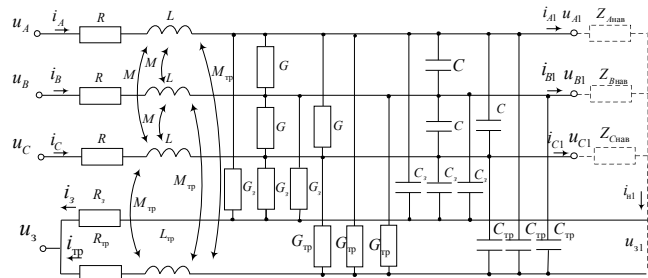 u_A i_A R L i_A1 u_A1 Z_Aнав
M M M_тр G C
u_B i_B R L i_B1 u_B1 Z_Bнав
M G G C C
u_C i_C R L i_C1 u_C1 Z_Cнав
M_тр M_тр G_з G_з G_з C_з C_з C_з
i_з R_з i_н1
u_з i_тр R_тр L_тр G_тр G_тр G_тр C_тр C_тр C_тр u_з1